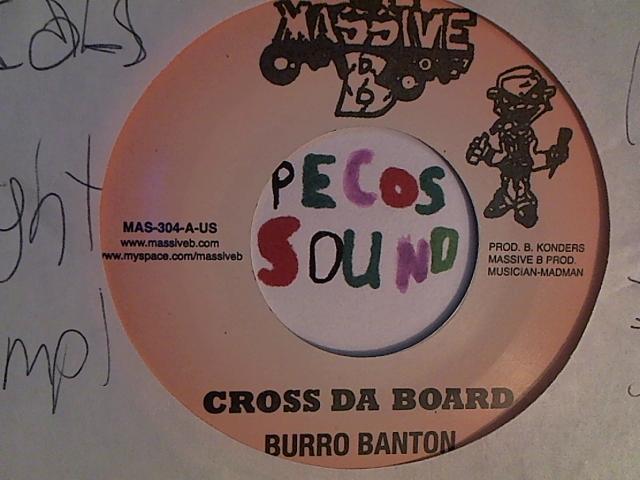 MASSIVE
B
PECOS
SOUND
MAS-304-A-US
www.massiveb.com
www.myspace.com/massiveb
PROD. B. KONDERS
MASSIVE B PROD.
MUSICIAN-MADMAN
CROSS DA BOARD
BURRO BANTON